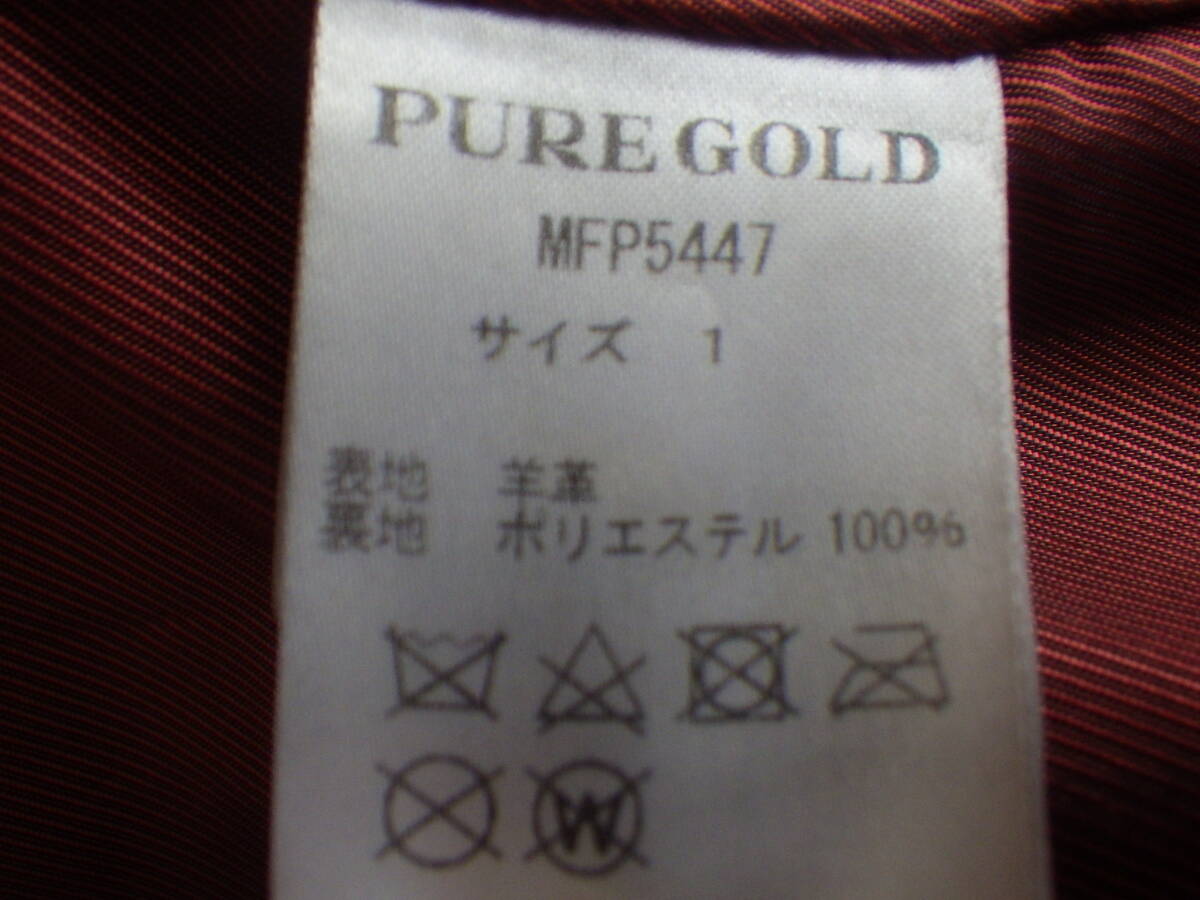 PURE GOLD
MFP5447
サイズ 1
表地 羊革
裏地 ポリエステル 100%
W